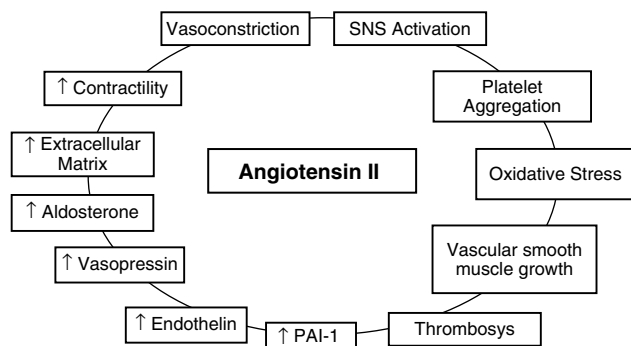 Vasoconstriction
SNS Activation
↑ Contractility
Platelet
Aggregation
↑ Extracellular
Matrix
Angiotensin II
Oxidative Stress
↑ Aldosterone
Vascular smooth
muscle growth
↑ Vasopressin
↑ Endothelin
↑ PAI-1
Thrombosys